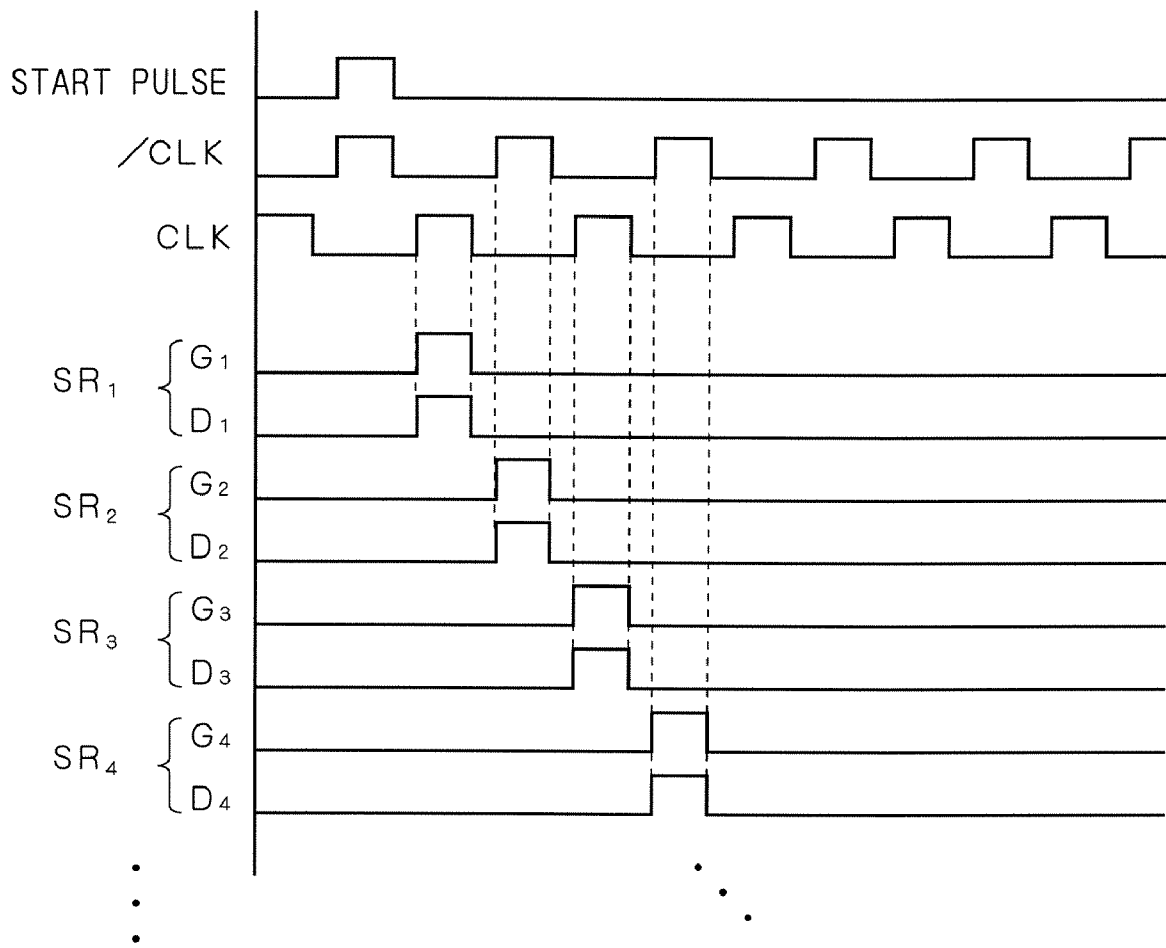 START PULSE
/CLK
CLK
SR₁
G₁
D₁
SR₂
G₂
D₂
SR₃
G₃
D₃
SR₄
G₄
D₄